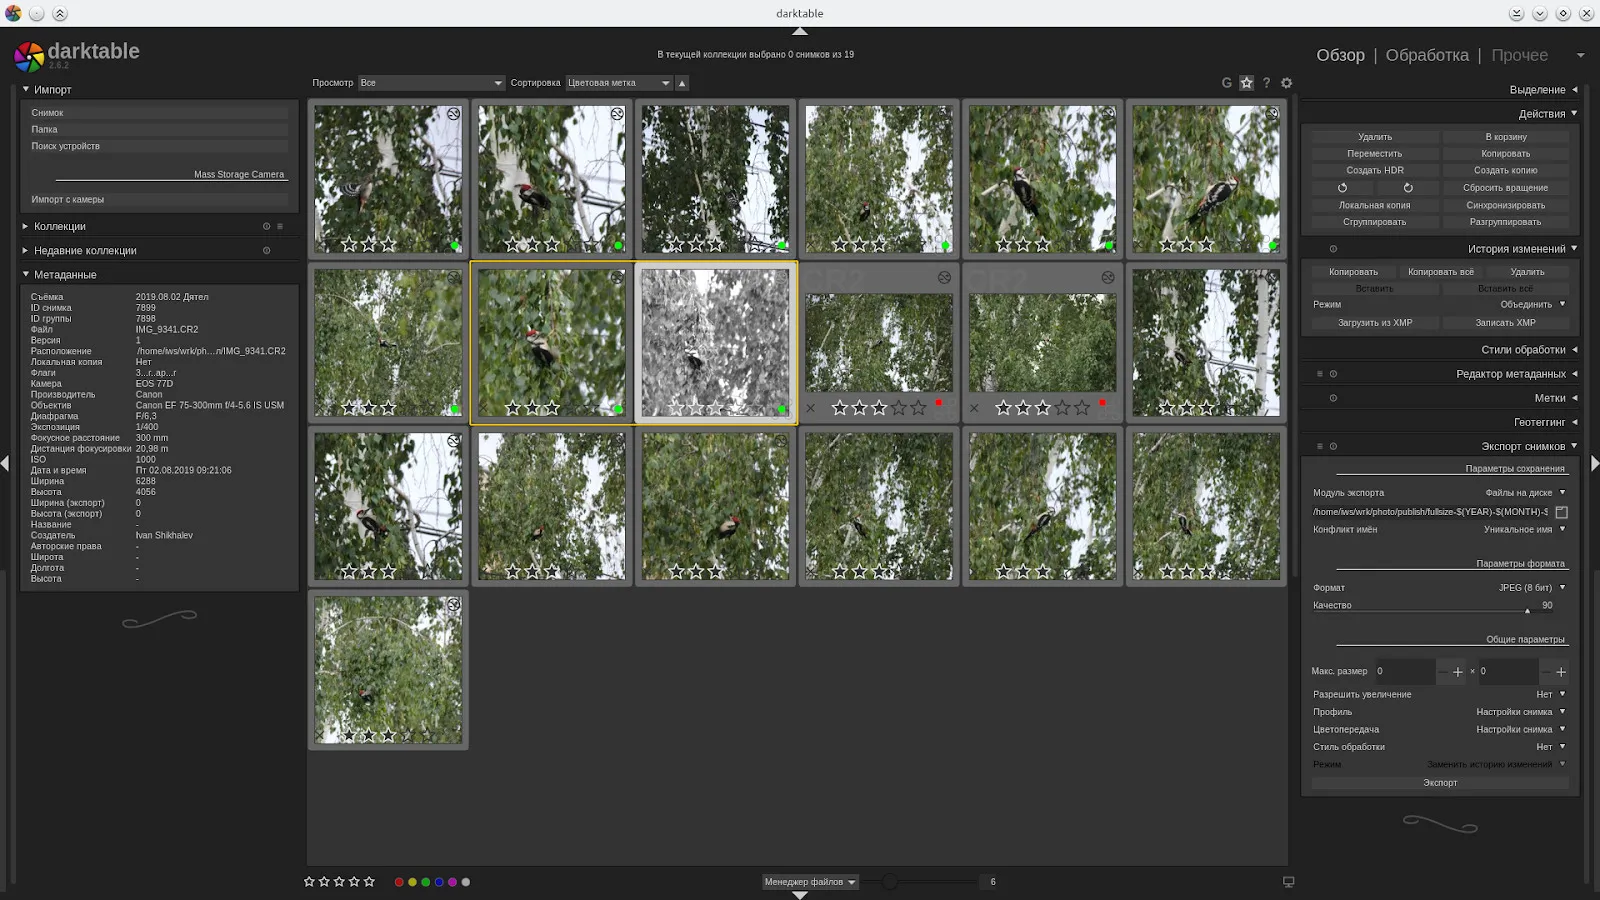 darktable
darktable
2.6.2
В текущей коллекции выбрано 0 снимков из 19
Обзор | Обработка | Прочее
Просмотр Все Сортировка Цветовая метка
G ?
Импорт
Снимок
Папка
Поиск устройств
Mass Storage Camera
Импорт с камеры
Коллекции
Недавние коллекции
Метаданные
Съёмка 2019.08.02 Дятел
ID снимка 7899
ID группы 7898
Файл IMG_9341.CR2
Версия 1
Расположение /home/iws/wrk/ph...л/IMG_9341.CR2
Локальная копия Нет
Флаги 3...г..ар...г
Камера EOS 77D
Производитель Canon
Объектив Canon EF 75-300mm f/4-5.6 IS USM
Диафрагма F/6,3
Экспозиция 1/400
Фокусное расстояние 300 mm
Дистанция фокусировки 20,98 m
ISO 1000
Дата и время Пт 02.08.2019 09:21:06
Ширина 6288
Высота 4056
Ширина (экспорт) 0
Высота (экспорт) 0
Название -
Создатель Ivan Shikhalev
Авторские права -
Широта -
Долгота -
Высота -
CR2
CR2
Менеджер файлов 6
Выделение
Действия
Удалить В корзину
Переместить Копировать
Создать HDR Создать копию
Сбросить вращение
Локальная копия Синхронизировать
Сгруппировать Разгруппировать
История изменений
Копировать Копировать всё Удалить
Вставить Вставить всё
Режим Объединить
Загрузить из XMP Записать XMP
Стили обработки
Редактор метаданных
Метки
Геотеггинг
Экспорт снимков
Параметры сохранения
Модуль экспорта Файлы на диске
/home/iws/wrk/photo/publish/fullsize-$(YEAR)-$(MONTH)-$
Конфликт имён Уникальное имя
Параметры формата
Формат JPEG (8 бит)
Качество 90
Общие параметры
Макс. размер 0 − + × 0 − +
Разрешить увеличение Нет
Профиль Настройки снимка
Цветопередача Настройки снимка
Стиль обработки Нет
Режим Заменить историю изменений
Экспорт